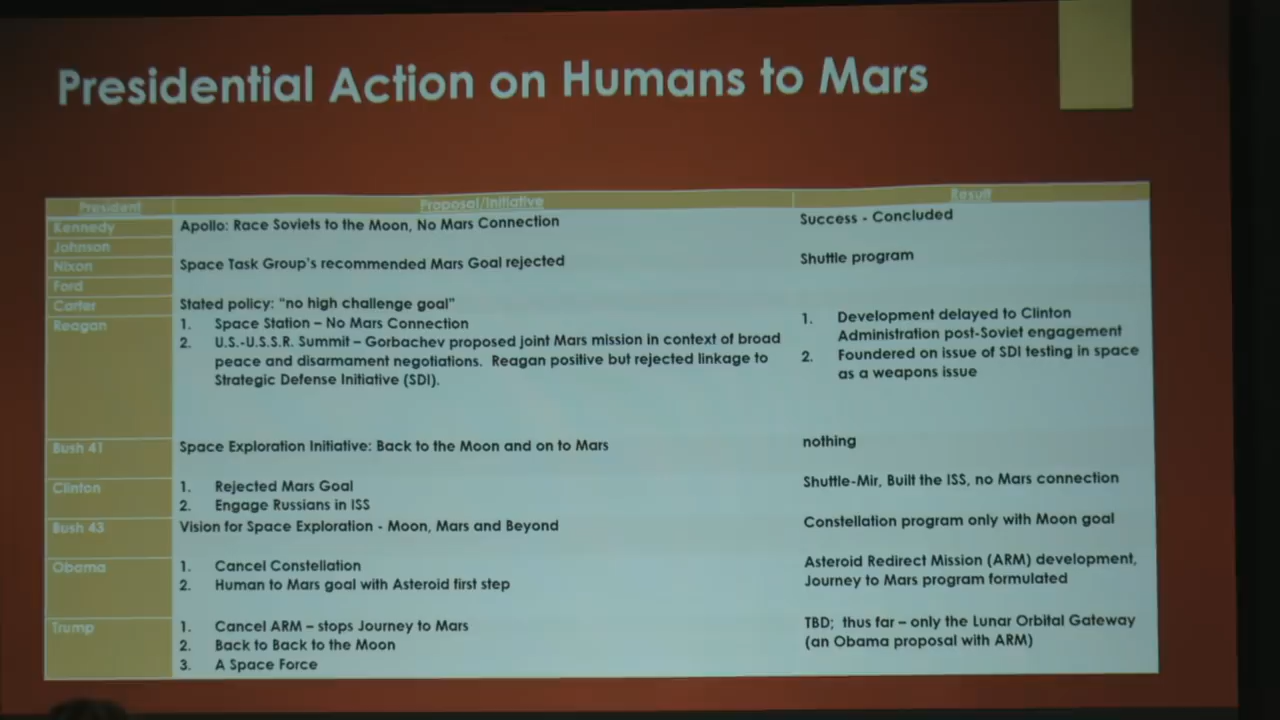 Presidential Action on Humans to Mars
President Proposal/Initiative Result
Kennedy Apollo: Race Soviets to the Moon, No Mars Connection Success - Concluded
Johnson
Nixon Space Task Group's recommended Mars Goal rejected Shuttle program
Ford
Carter Stated policy: "no high challenge goal"
Reagan
1. Space Station – No Mars Connection
2. U.S.-U.S.S.R. Summit – Gorbachev proposed joint Mars mission in context of broad
peace and disarmament negotiations. Reagan positive but rejected linkage to
Strategic Defense Initiative (SDI).
1. Development delayed to Clinton
Administration post-Soviet engagement
2. Foundered on issue of SDI testing in space
as a weapons issue
Bush 41 Space Exploration Initiative: Back to the Moon and on to Mars nothing
Clinton
1. Rejected Mars Goal
2. Engage Russians in ISS
Shuttle-Mir, Built the ISS, no Mars connection
Bush 43 Vision for Space Exploration - Moon, Mars and Beyond Constellation program only with Moon goal
Obama
1. Cancel Constellation
2. Human to Mars goal with Asteroid first step
Asteroid Redirect Mission (ARM) development,
Journey to Mars program formulated
Trump
1. Cancel ARM – stops Journey to Mars
2. Back to Back to the Moon
3. A Space Force
TBD; thus far – only the Lunar Orbital Gateway
(an Obama proposal with ARM)